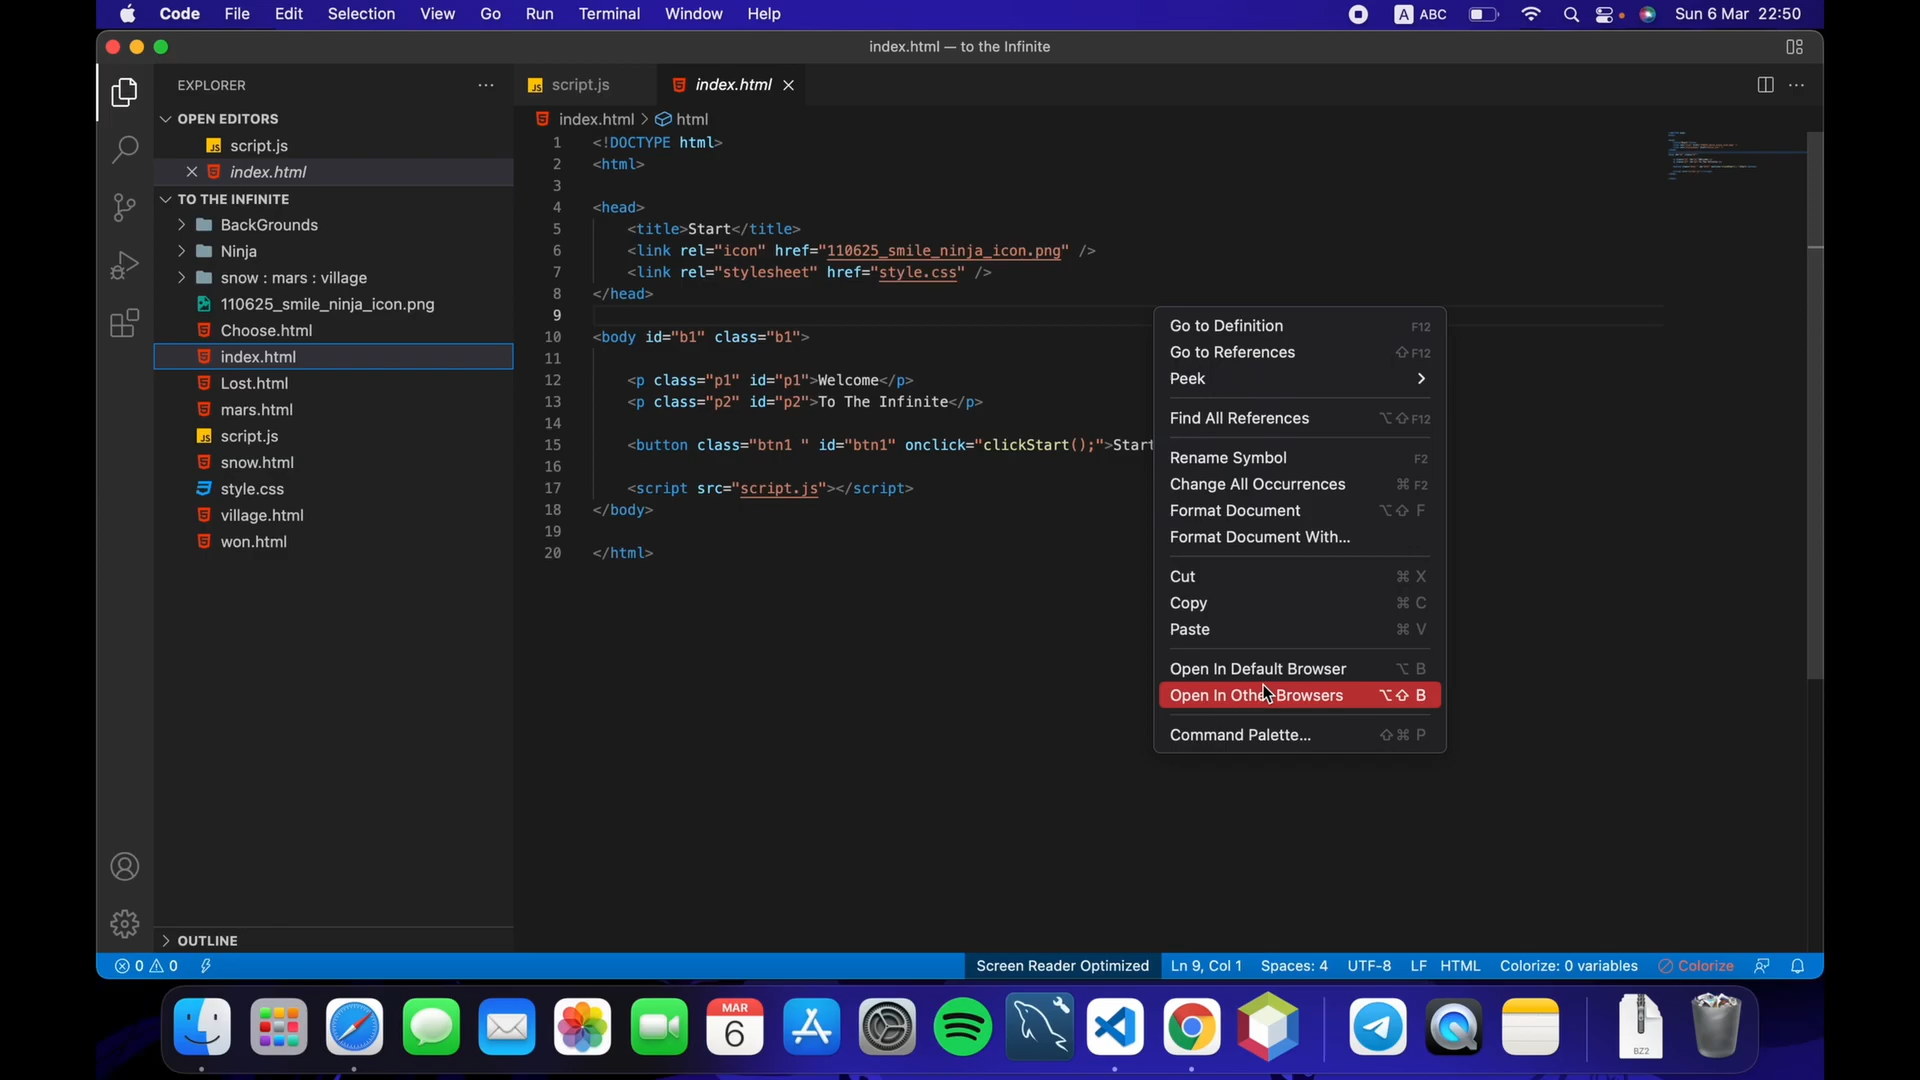 Code File Edit Selection View Go Run Terminal Window Help A ABC Sun 6 Mar 22:50
index.html — to the Infinite
EXPLORER
OPEN EDITORS
JS script.js
index.html
TO THE INFINITE
BackGrounds
Ninja
snow : mars : village
110625_smile_ninja_icon.png
Choose.html
index.html
Lost.html
mars.html
JS script.js
snow.html
style.css
village.html
won.html
OUTLINE
JS script.js index.html
index.html > html
1 <!DOCTYPE html>
2 <html>
3
4 <head>
5 <title>Start</title>
6 <link rel="icon" href="110625_smile_ninja_icon.png" />
7 <link rel="stylesheet" href="style.css" />
8 </head>
9
10 <body id="b1" class="b1">
11
12 <p class="p1" id="p1">Welcome</p>
13 <p class="p2" id="p2">To The Infinite</p>
14
15 <button class="btn1 " id="btn1" onclick="clickStart();">Start
16
17 <script src="script.js"></script>
18 </body>
19
20 </html>
Go to Definition F12
Go to References ⇧F12
Peek
Find All References ⌥⇧F12
Rename Symbol F2
Change All Occurrences ⌘F2
Format Document ⌥⇧F
Format Document With...
Cut ⌘X
Copy ⌘C
Paste ⌘V
Open In Default Browser ⌥B
Open In Other Browsers ⌥⇧B
Command Palette... ⇧⌘P
0 0 Screen Reader Optimized Ln 9, Col 1 Spaces: 4 UTF-8 LF HTML Colorize: 0 variables Colorize
MAR
6
BZ2